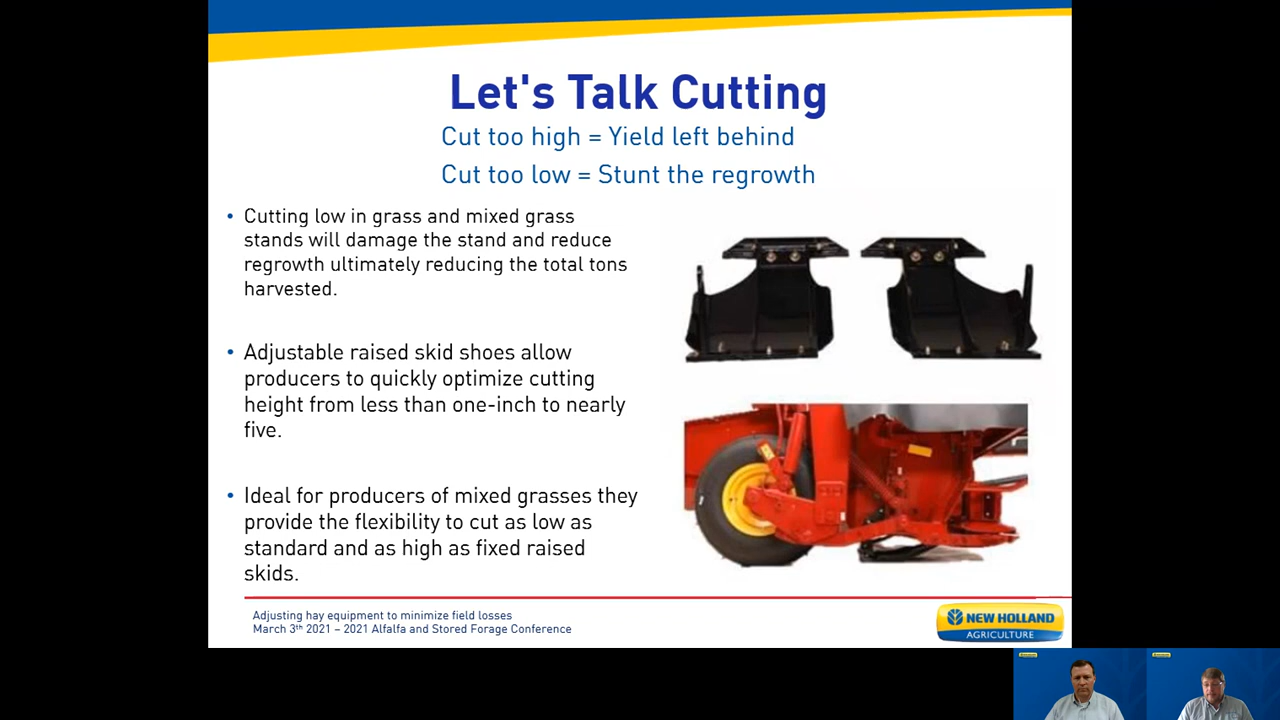 Let's Talk Cutting
Cut too high = Yield left behind
Cut too low = Stunt the regrowth
• Cutting low in grass and mixed grass
stands will damage the stand and reduce
regrowth ultimately reducing the total tons
harvested.
• Adjustable raised skid shoes allow
producers to quickly optimize cutting
height from less than one-inch to nearly
five.
• Ideal for producers of mixed grasses they
provide the flexibility to cut as low as
standard and as high as fixed raised
skids.
Adjusting hay equipment to minimize field losses
March 3th 2021 – 2021 Alfalfa and Stored Forage Conference
NEW HOLLAND
AGRICULTURE